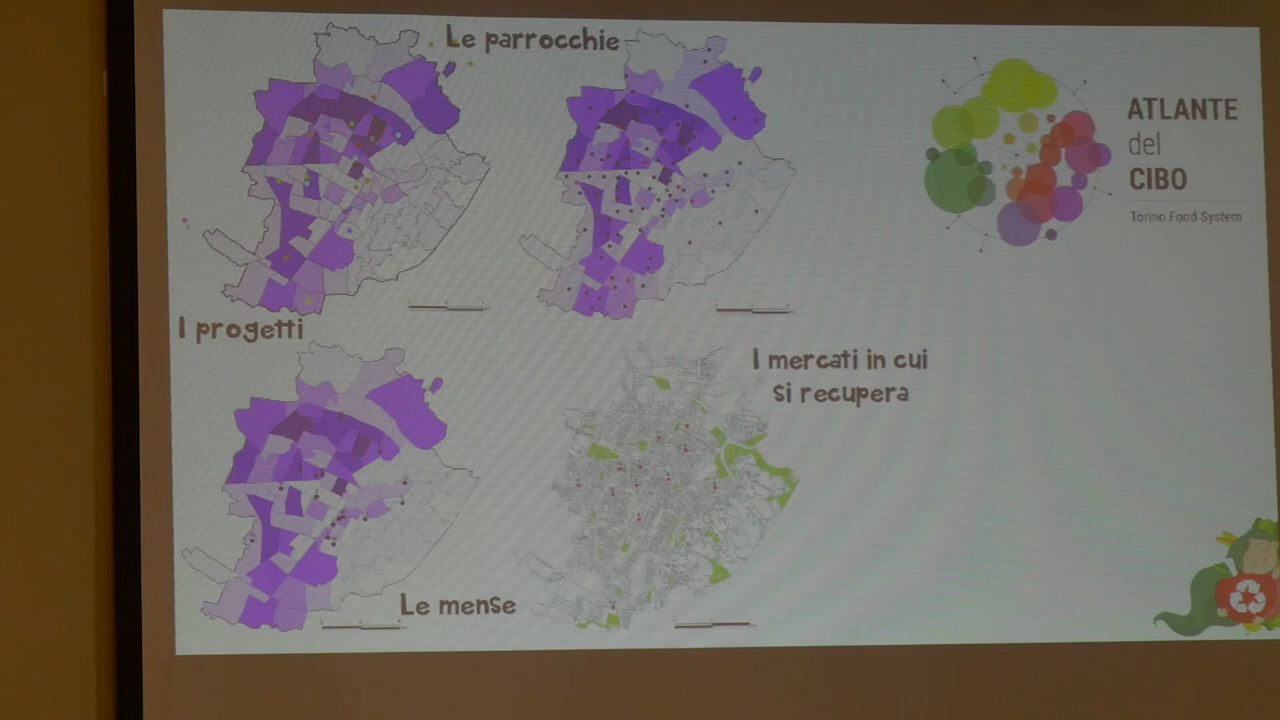 Le parrocchie
ATLANTE
del
CIBO
Torino Food System
I progetti
I mercati in cui
si recupera
Le mense